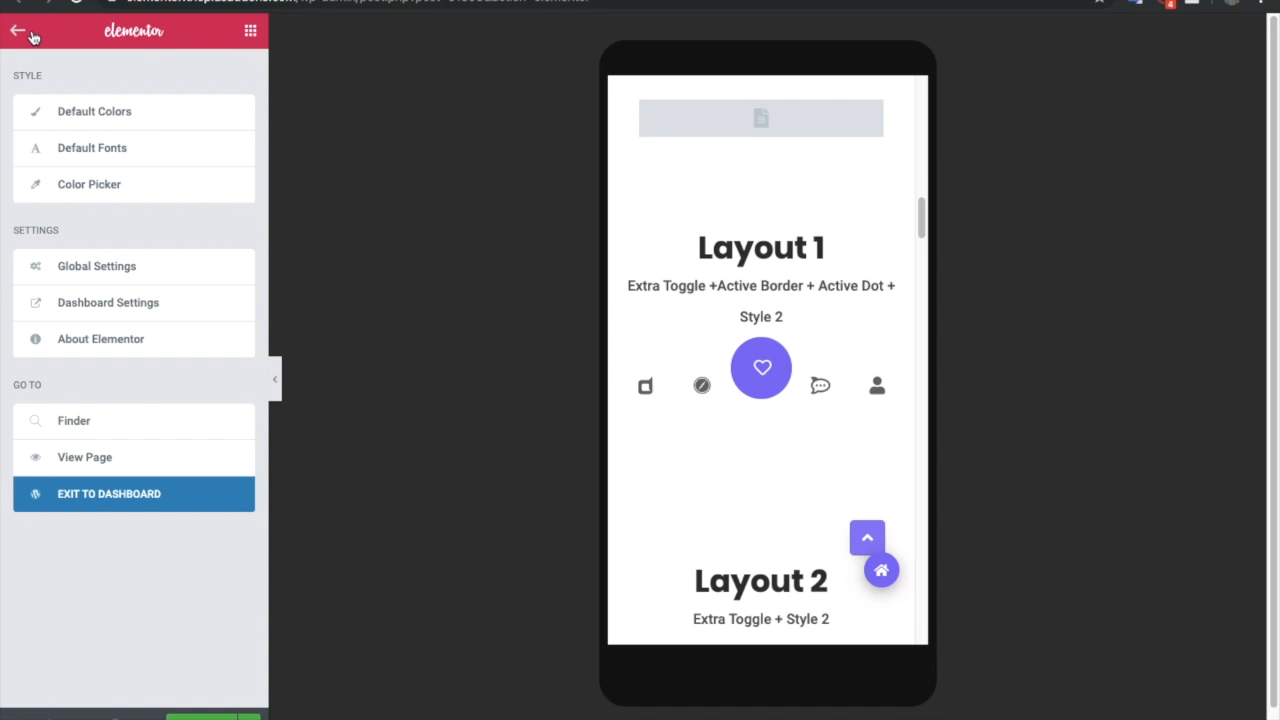 elementor
STYLE
Default Colors
Default Fonts
Color Picker
SETTINGS
Global Settings
Dashboard Settings
About Elementor
GO TO
Finder
View Page
EXIT TO DASHBOARD
4
Layout 1
Extra Toggle +Active Border + Active Dot +
Style 2
Layout 2
Extra Toggle + Style 2